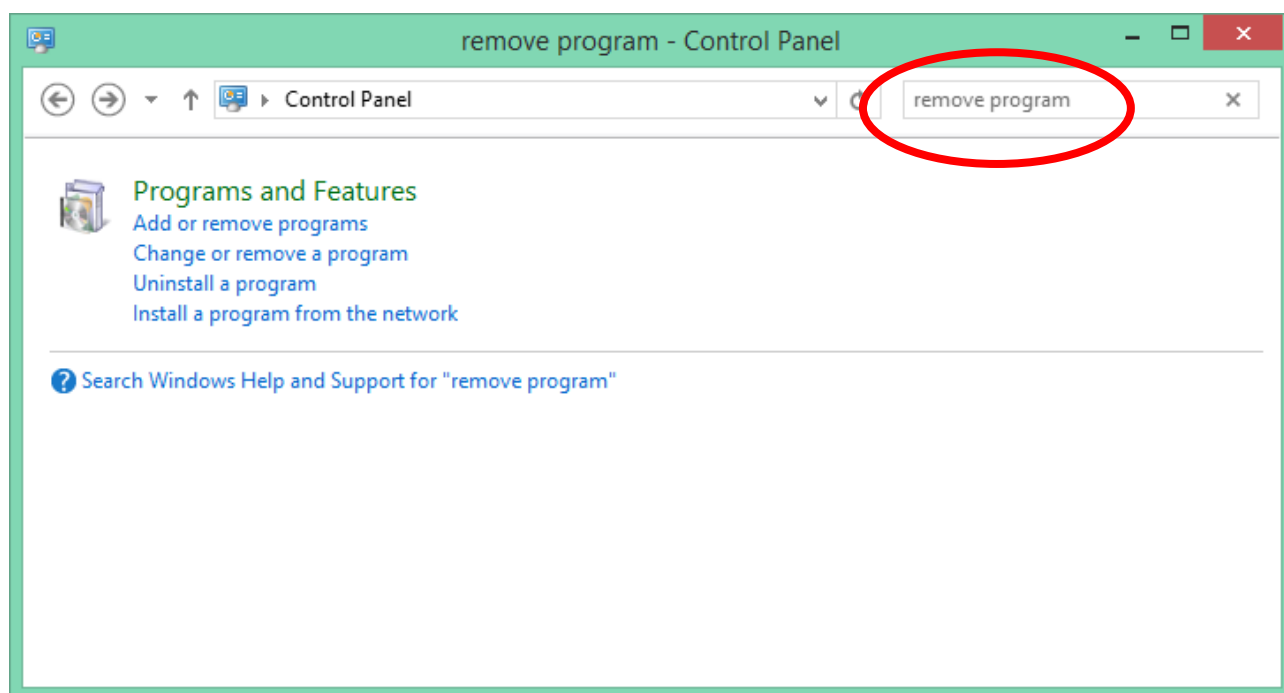 remove program - Control Panel
Control Panel
remove program
Programs and Features
Add or remove programs
Change or remove a program
Uninstall a program
Install a program from the network
Search Windows Help and Support for "remove program"